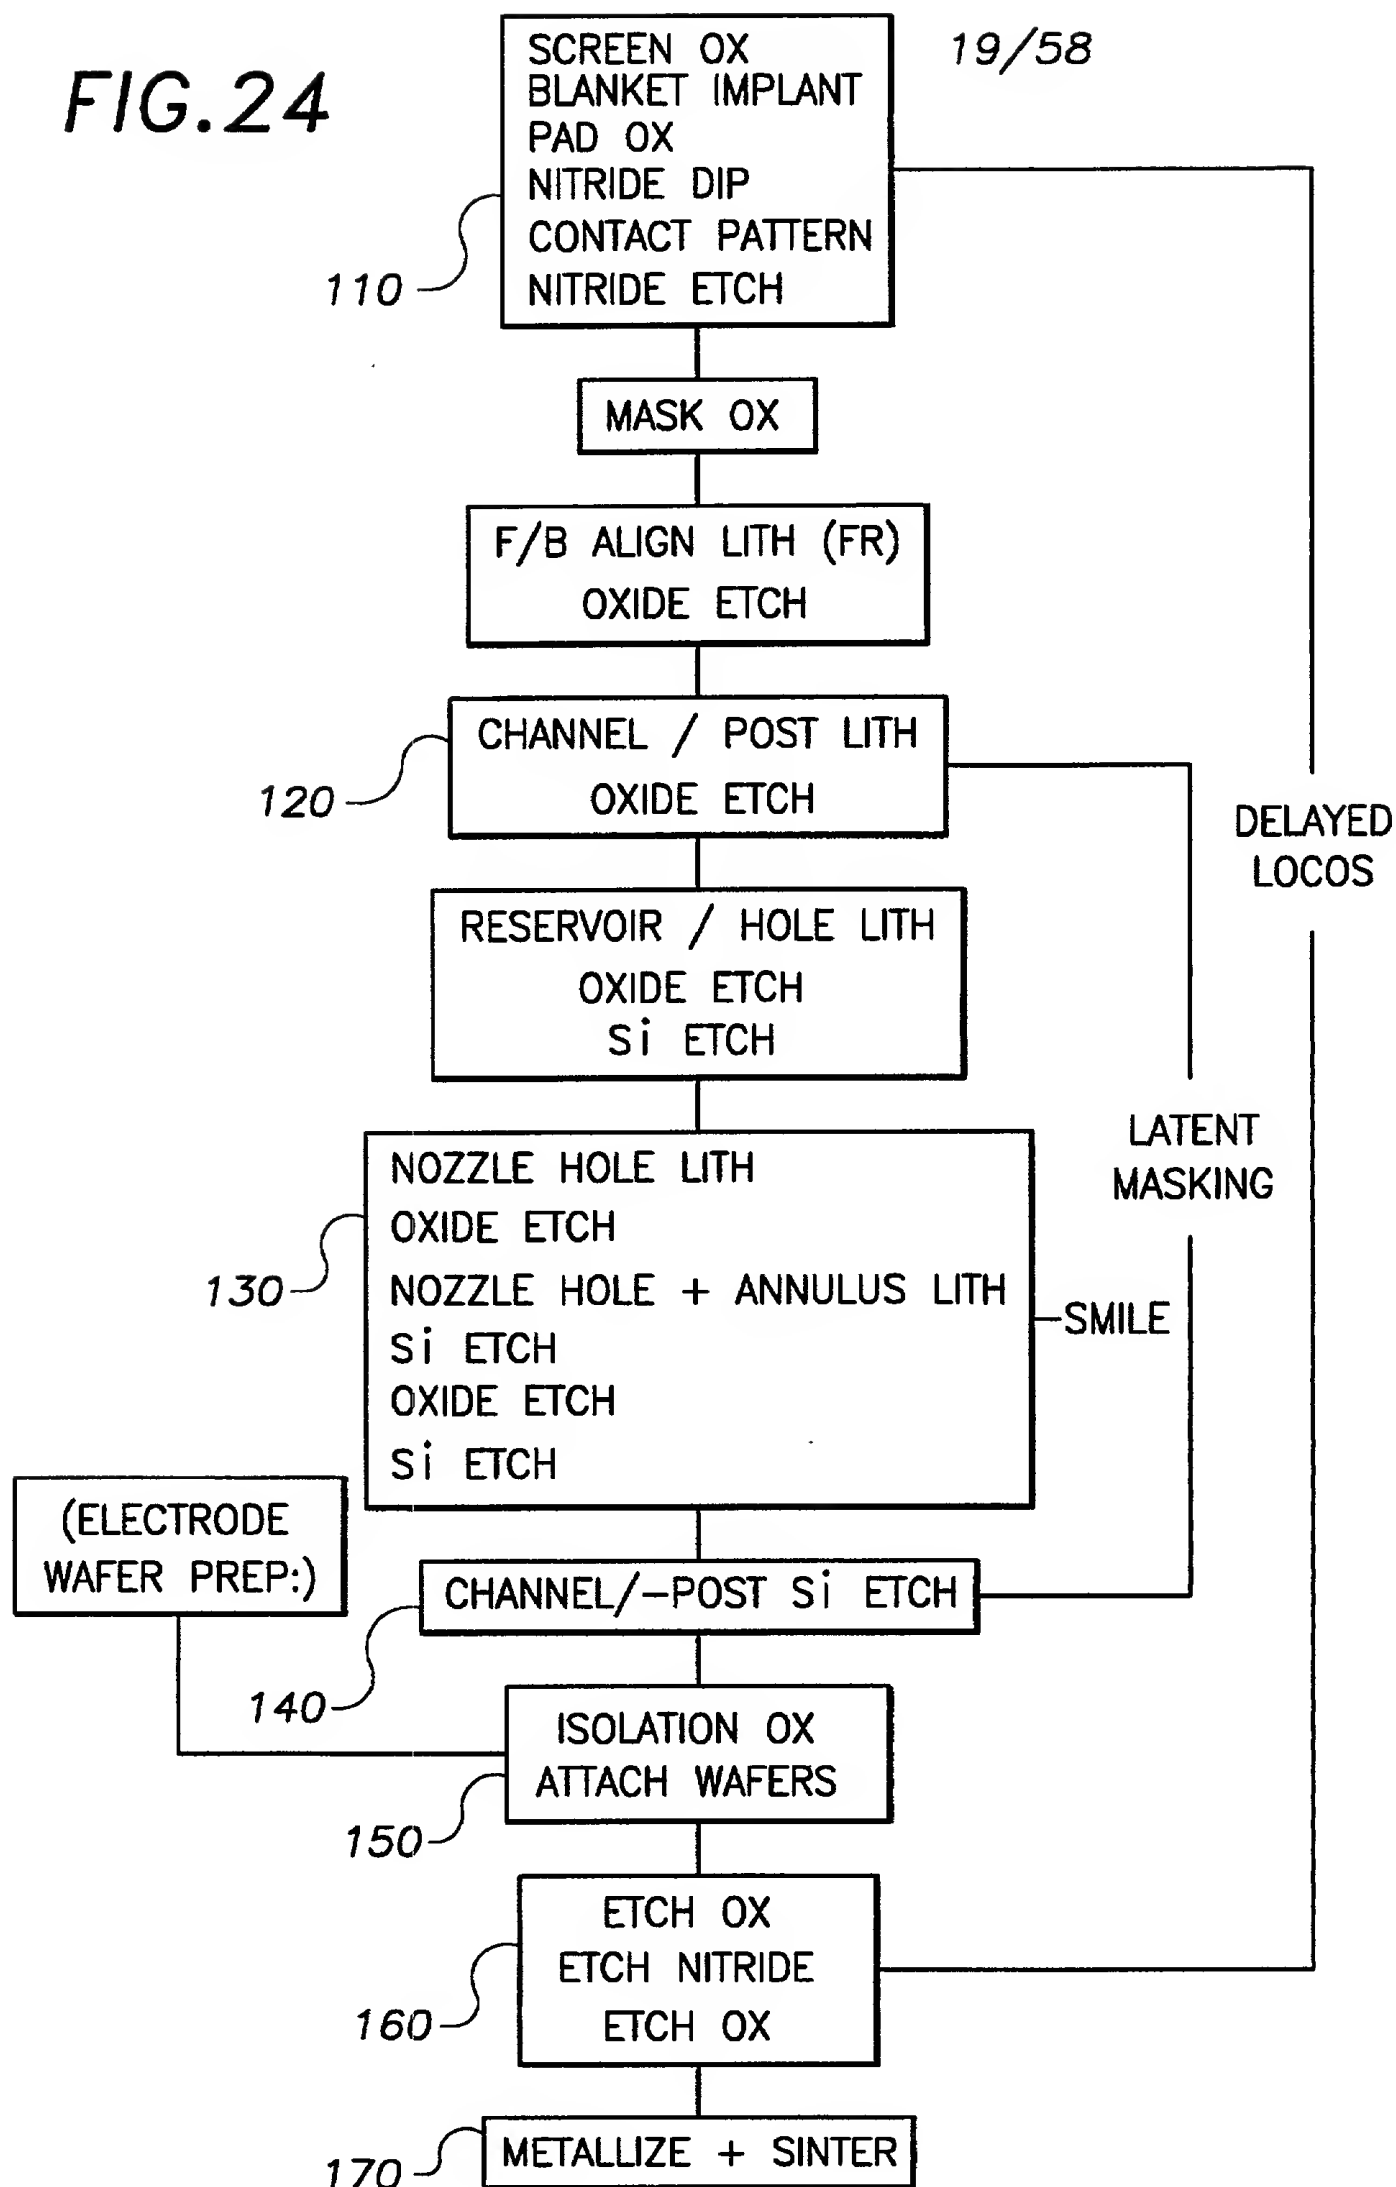 FIG.24
19/58
SCREEN OX
BLANKET IMPLANT
PAD OX
NITRIDE DIP
CONTACT PATTERN
NITRIDE ETCH
110
MASK OX
F/B ALIGN LITH (FR)
OXIDE ETCH
CHANNEL / POST LITH
OXIDE ETCH
120
DELAYED
LOCOS
RESERVOIR / HOLE LITH
OXIDE ETCH
Si ETCH
LATENT
MASKING
NOZZLE HOLE LITH
OXIDE ETCH
NOZZLE HOLE + ANNULUS LITH
Si ETCH
OXIDE ETCH
Si ETCH
130
SMILE
(ELECTRODE
WAFER PREP:)
CHANNEL/-POST Si ETCH
140
ISOLATION OX
ATTACH WAFERS
150
ETCH OX
ETCH NITRIDE
ETCH OX
160
METALLIZE + SINTER
170